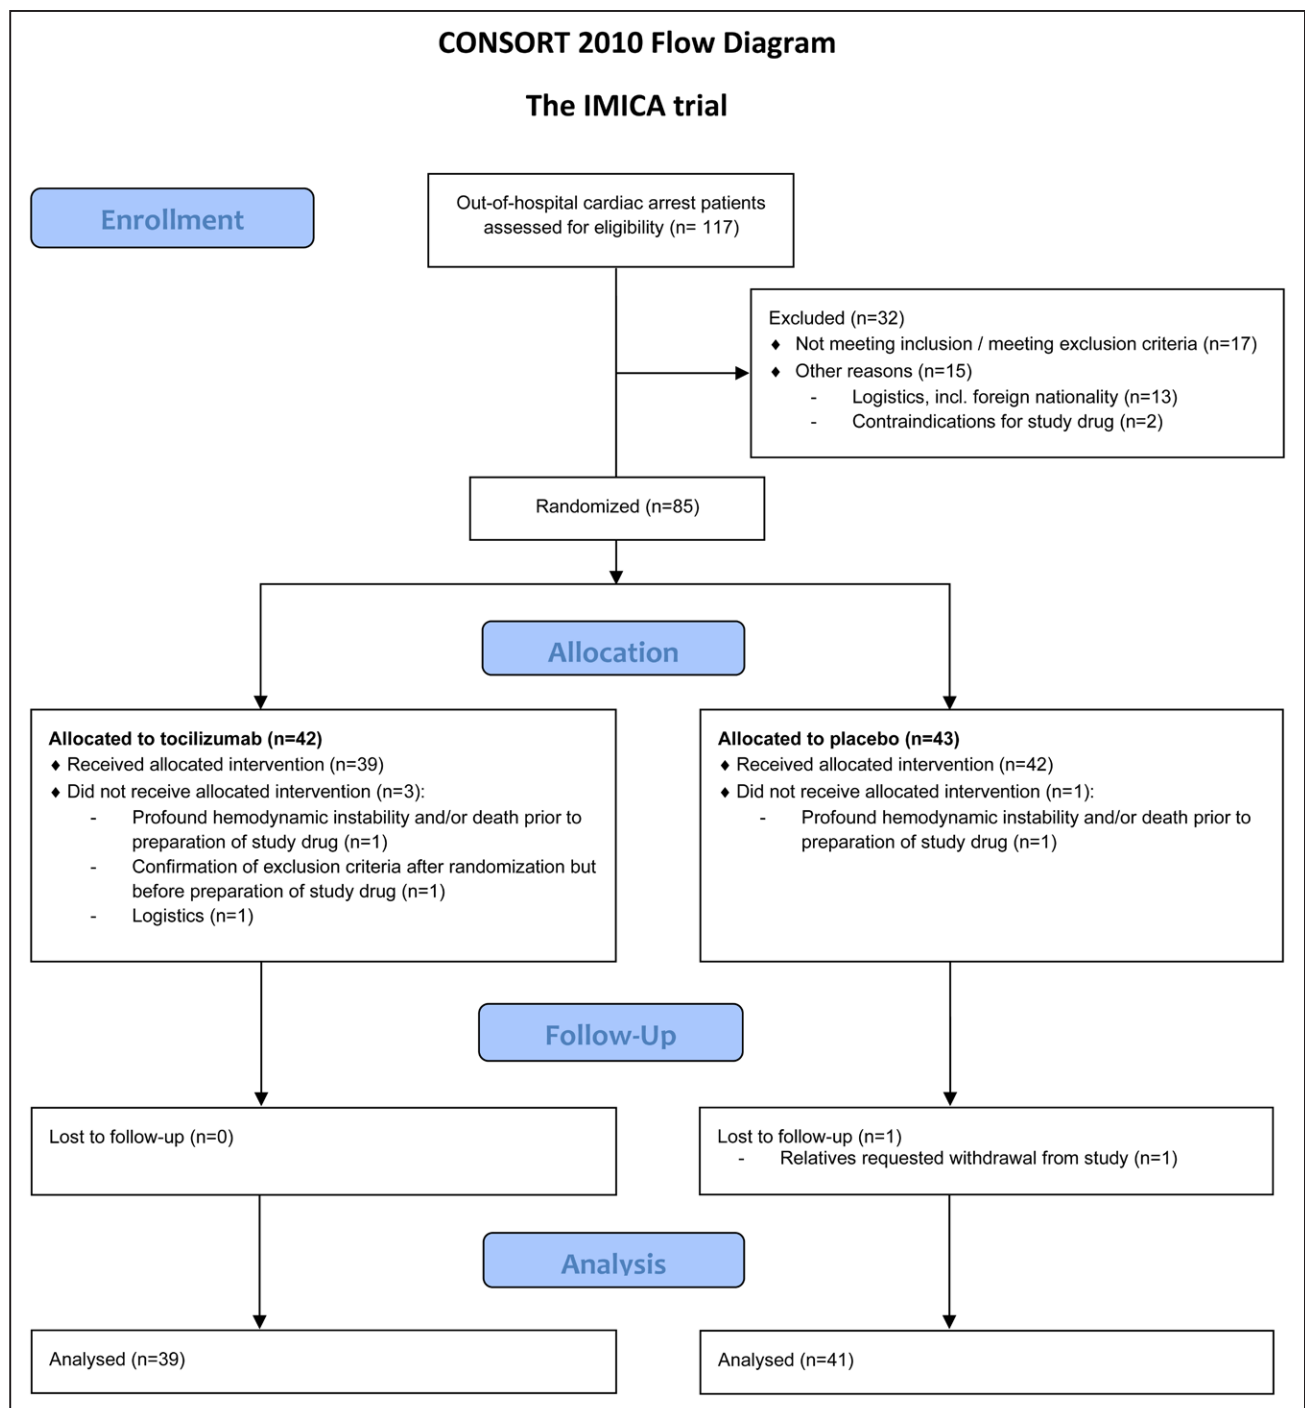 CONSORT 2010 Flow Diagram
The IMICA trial
Enrollment
Out-of-hospital cardiac arrest patients
assessed for eligibility (n= 117)
Excluded (n=32)
♦ Not meeting inclusion / meeting exclusion criteria (n=17)
♦ Other reasons (n=15)
- Logistics, incl. foreign nationality (n=13)
- Contraindications for study drug (n=2)
Randomized (n=85)
Allocation
Allocated to tocilizumab (n=42)
♦ Received allocated intervention (n=39)
♦ Did not receive allocated intervention (n=3):
- Profound hemodynamic instability and/or death prior to
preparation of study drug (n=1)
- Confirmation of exclusion criteria after randomization but
before preparation of study drug (n=1)
- Logistics (n=1)
Allocated to placebo (n=43)
♦ Received allocated intervention (n=42)
♦ Did not receive allocated intervention (n=1):
- Profound hemodynamic instability and/or death prior to
preparation of study drug (n=1)
Follow-Up
Lost to follow-up (n=0)
Lost to follow-up (n=1)
- Relatives requested withdrawal from study (n=1)
Analysis
Analysed (n=39)
Analysed (n=41)